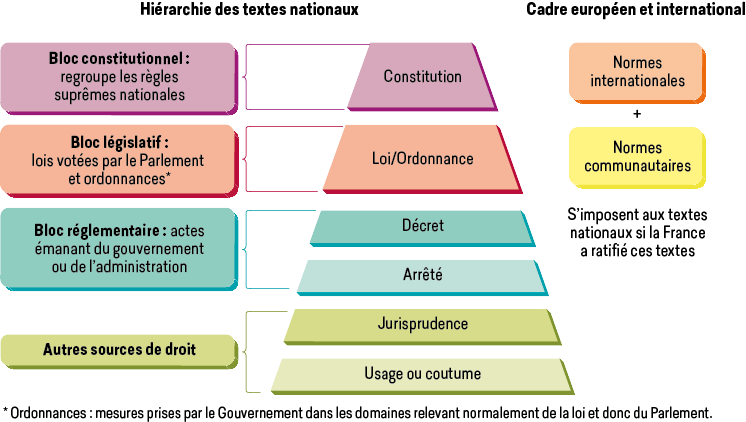 Hiérarchie des textes nationaux
Cadre européen et international
Bloc constitutionnel :
regroupe les règles
suprêmes nationales
Constitution
Bloc législatif :
lois votées par le Parlement
et ordonnances*
Loi/Ordonnance
Bloc réglementaire : actes
émanant du gouvernement
ou de l'administration
Décret
Arrêté
Autres sources de droit
Jurisprudence
Usage ou coutume
Normes
internationales
+
Normes
communautaires
S'imposent aux textes
nationaux si la France
a ratifié ces textes
* Ordonnances : mesures prises par le Gouvernement dans les domaines relevant normalement de la loi et donc du Parlement.